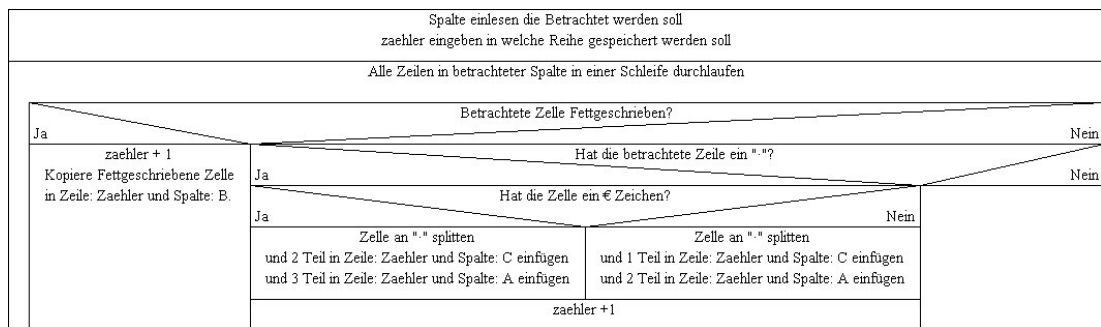 Spalte einlesen die Betrachtet werden soll
zaehler eingeben in welche Reihe gespeichert werden soll
Alle Zeilen in betrachteter Spalte in einer Schleife durchlaufen
Betrachtete Zelle Fettgeschrieben?
Ja
Nein
zaehler + 1
Kopiere Fettgeschriebene Zelle
in Zeile: Zaehler und Spalte: B.
Hat die betrachtete Zeile ein "·"?
Ja
Nein
Hat die Zelle ein € Zeichen?
Ja
Nein
Zelle an "·" splitten
und 2 Teil in Zeile: Zaehler und Spalte: C einfügen
und 3 Teil in Zeile: Zaehler und Spalte: A einfügen
Zelle an "·" splitten
und 1 Teil in Zeile: Zaehler und Spalte: C einfügen
und 2 Teil in Zeile: Zaehler und Spalte: A einfügen
zaehler +1